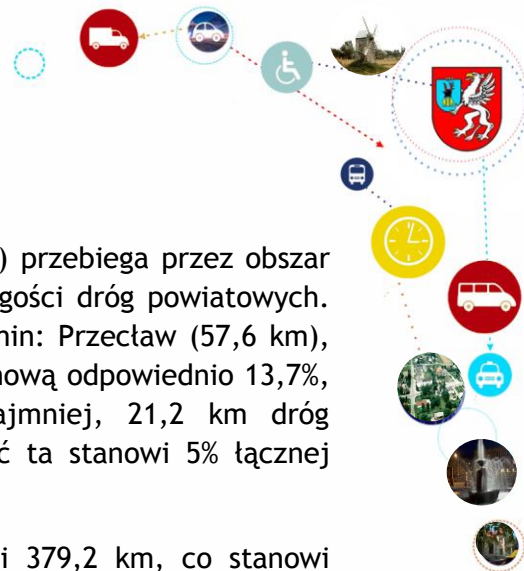 ) przebiega przez obszar
gości dróg powiatowych.
nin: Przecław (57,6 km),
nową odpowiednio 13,7%,
ajmniej, 21,2 km dróg
ć ta stanowi 5% łącznej
i 379,2 km, co stanowi